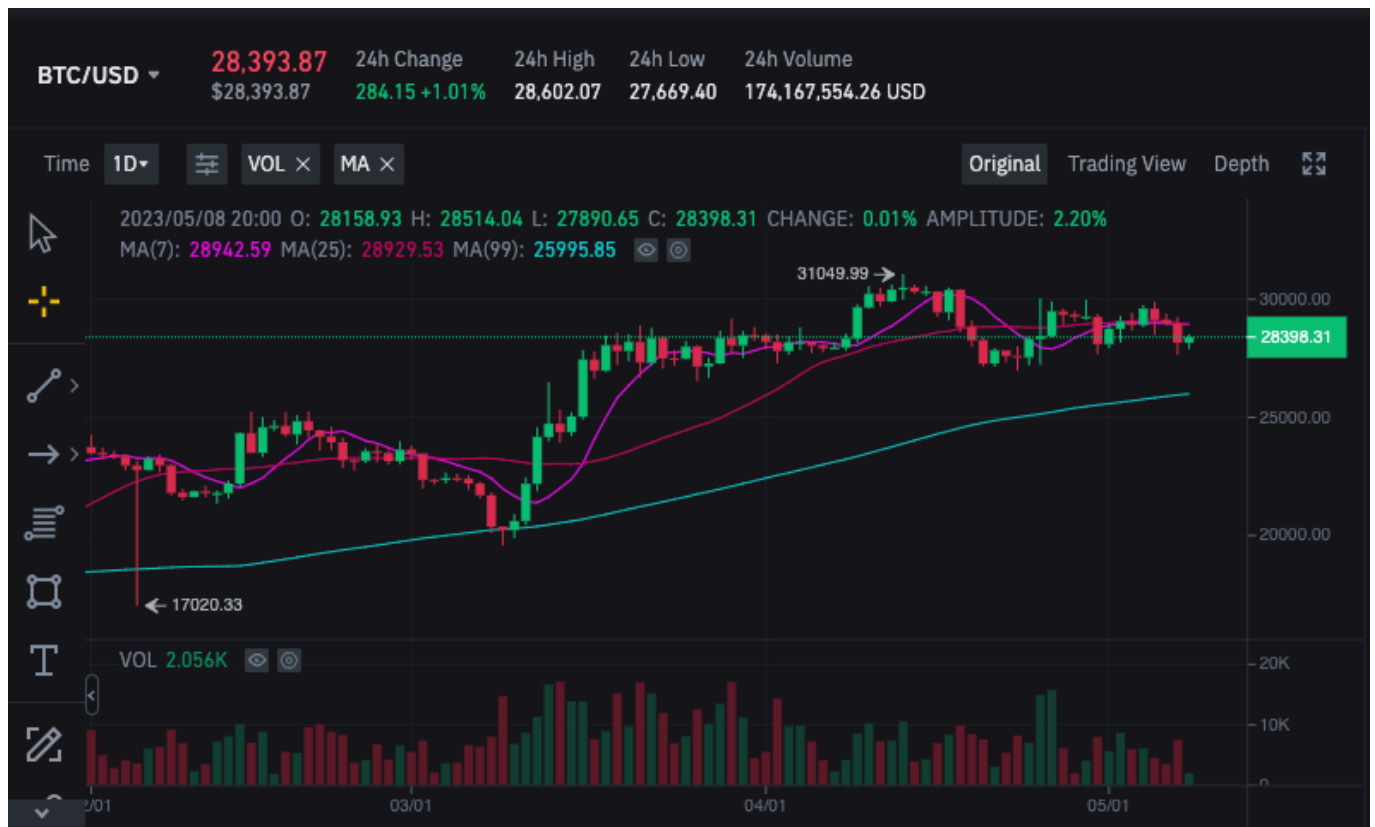 BTC/USD
28,393.87
$28,393.87
24h Change
284.15 +1.01%
24h High
28,602.07
24h Low
27,669.40
24h Volume
174,167,554.26 USD
Time 1D VOL MA Original Trading View Depth
2023/05/08 20:00 O: 28158.93 H: 28514.04 L: 27890.65 C: 28398.31 CHANGE: 0.01% AMPLITUDE: 2.20%
MA(7): 28942.59 MA(25): 28929.53 MA(99): 25995.85
31049.99
30000.00
28398.31
25000.00
20000.00
17020.33
T
VOL 2.056K
20K
10K
0
2/01 03/01 04/01 05/01